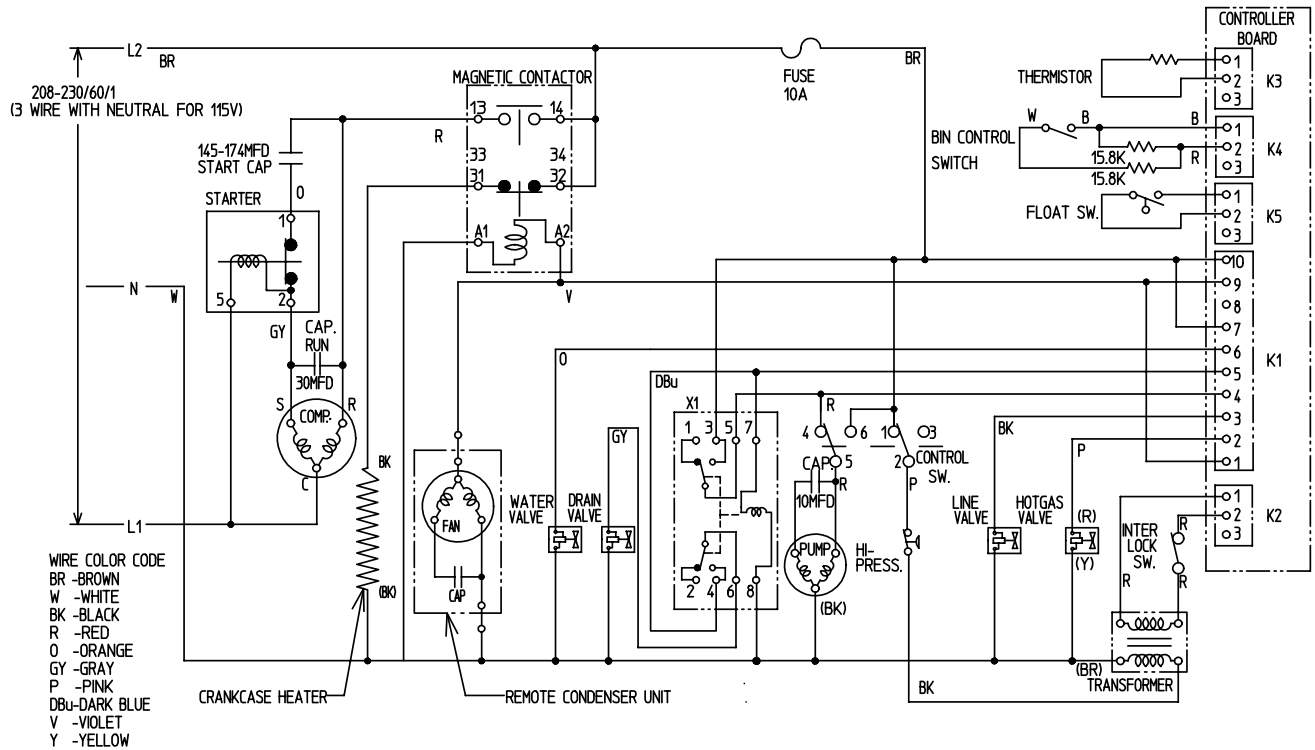 CONTROLLER
BOARD
L2
BR
BR
FUSE
10A
208-230/60/1
(3 WIRE WITH NEUTRAL FOR 115V)
MAGNETIC CONTACTOR
13
14
R
33
34
31
32
A1
A2
V
THERMISTOR
1
2
3
K3
BIN CONTROL
SWITCH
W
B
B
R
15.8K
15.8K
1
2
3
K4
FLOAT SW.
1
2
3
K5
145-174MFD
START CAP
O
STARTER
1
5
2
N
W
GY
CAP.
RUN
30MFD
S
R
COMP.
C
10
9
8
7
6
5
4
3
2
1
K1
O
DBu
X1
1
3
5
7
2
4
6
8
GY
R
4
6
1
3
5
2
CONTROL
SW.
CAP.
10MFD
R
P
BK
P
BK
(BK)
FAN
CAP
WATER
VALVE
DRAIN
VALVE
PUMP
(BK)
HI-
PRESS.
LINE
VALVE
HOTGAS
VALVE
(R)
(Y)
INTER
LOCK
SW.
R
R
R
1
2
3
K2
L1
(BR)
TRANSFORMER
BK
CRANKCASE HEATER
REMOTE CONDENSER UNIT
WIRE COLOR CODE
BR -BROWN
W -WHITE
BK -BLACK
R -RED
O -ORANGE
GY -GRAY
P -PINK
DBu-DARK BLUE
V -VIOLET
Y -YELLOW